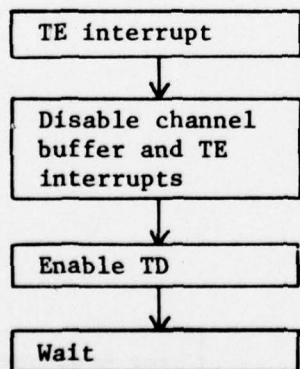 TE interrupt
Disable channel
buffer and TE
interrupts
Enable TD
Wait